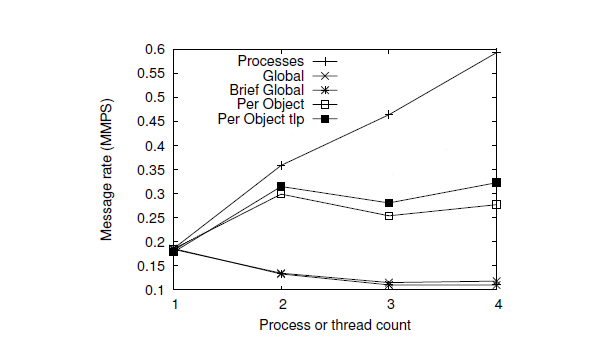 0.6
0.55
0.5
0.45
0.4
0.35
0.3
0.25
0.2
0.15
0.1
Message rate (MMPS)
Processes
Global
Brief Global
Per Object
Per Object tlp
1 2 3 4
Process or thread count